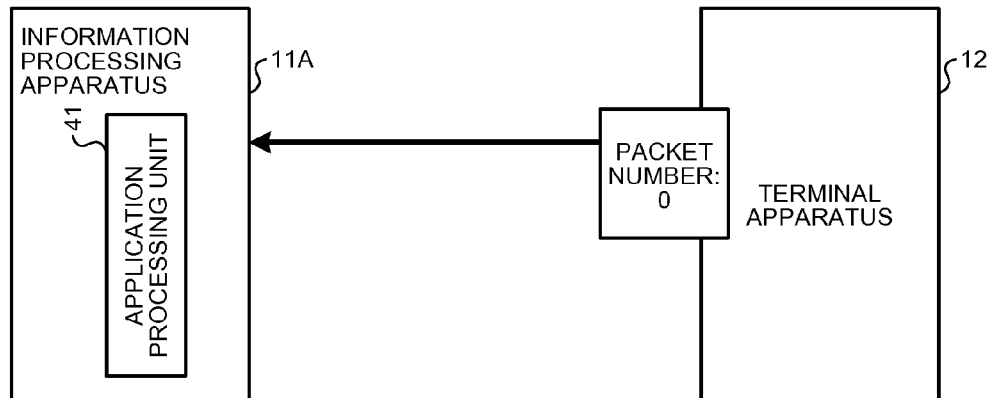 INFORMATION
PROCESSING
APPARATUS
11A
41
APPLICATION
PROCESSING UNIT
PACKET
NUMBER:
0
12
TERMINAL
APPARATUS